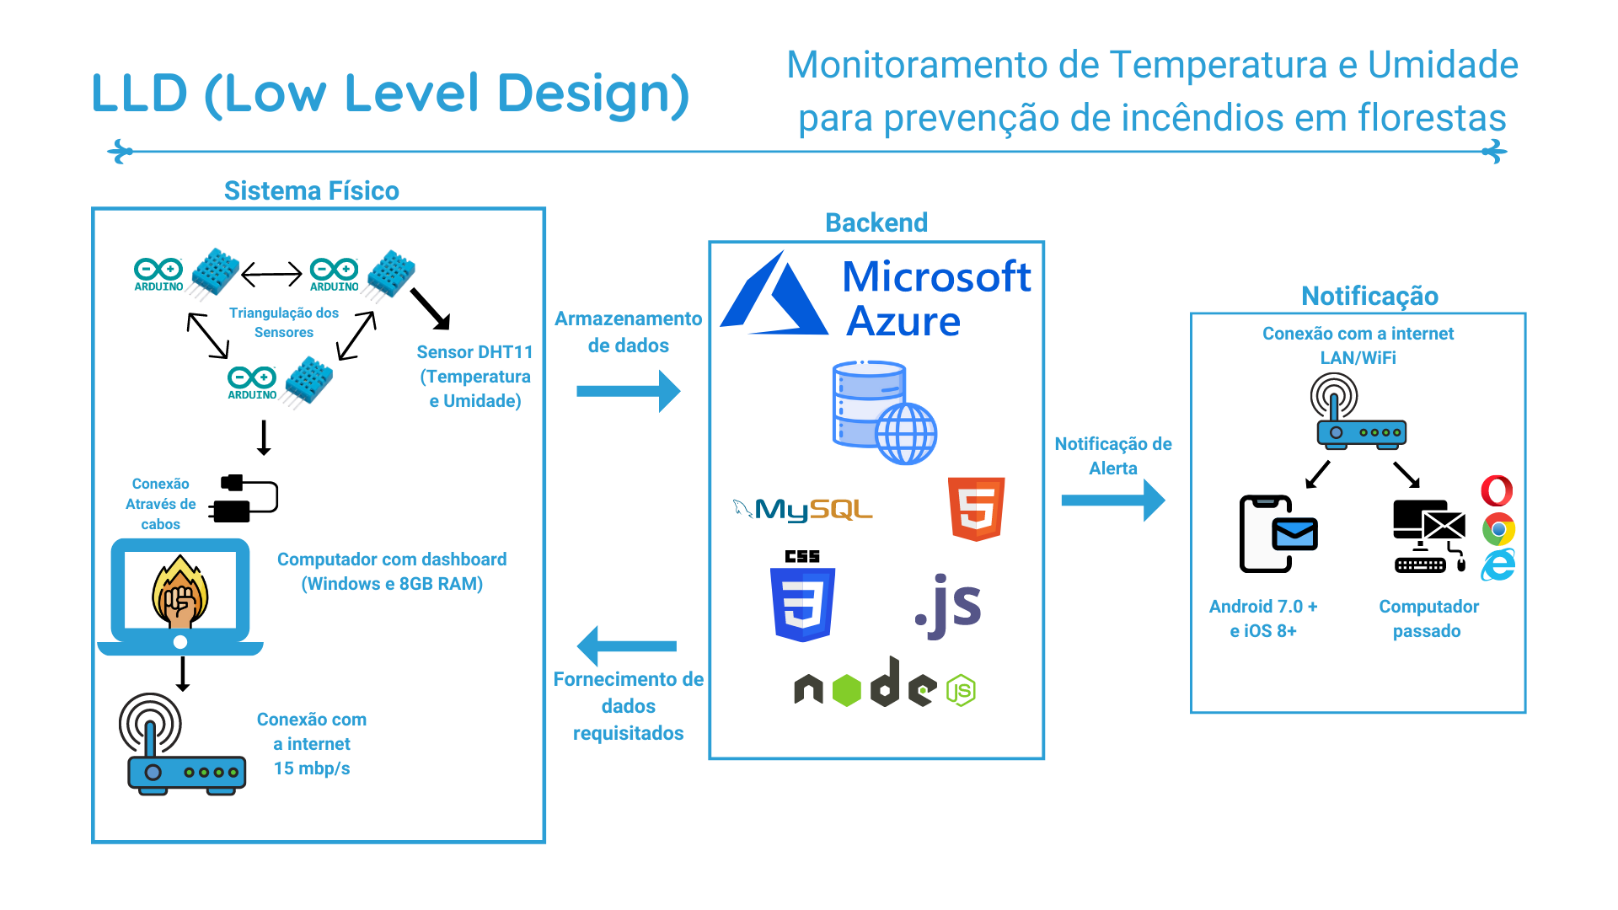 LLD (Low Level Design)
Monitoramento de Temperatura e Umidade
para prevenção de incêndios em florestas
Sistema Físico
ARDUINO
ARDUINO
Triangulação dos
Sensores
ARDUINO
Sensor DHT11
(Temperatura
e Umidade)
Conexão
Através de
cabos
Computador com dashboard
(Windows e 8GB RAM)
Conexão com
a internet
15 mbp/s
Armazenamento
de dados
Fornecimento de
dados
requisitados
Backend
Microsoft
Azure
MySQL
5
CSS
3
.js
node
JS
Notificação de
Alerta
Notificação
Conexão com a internet
LAN/WiFi
Android 7.0 +
e iOS 8+
Computador
passado